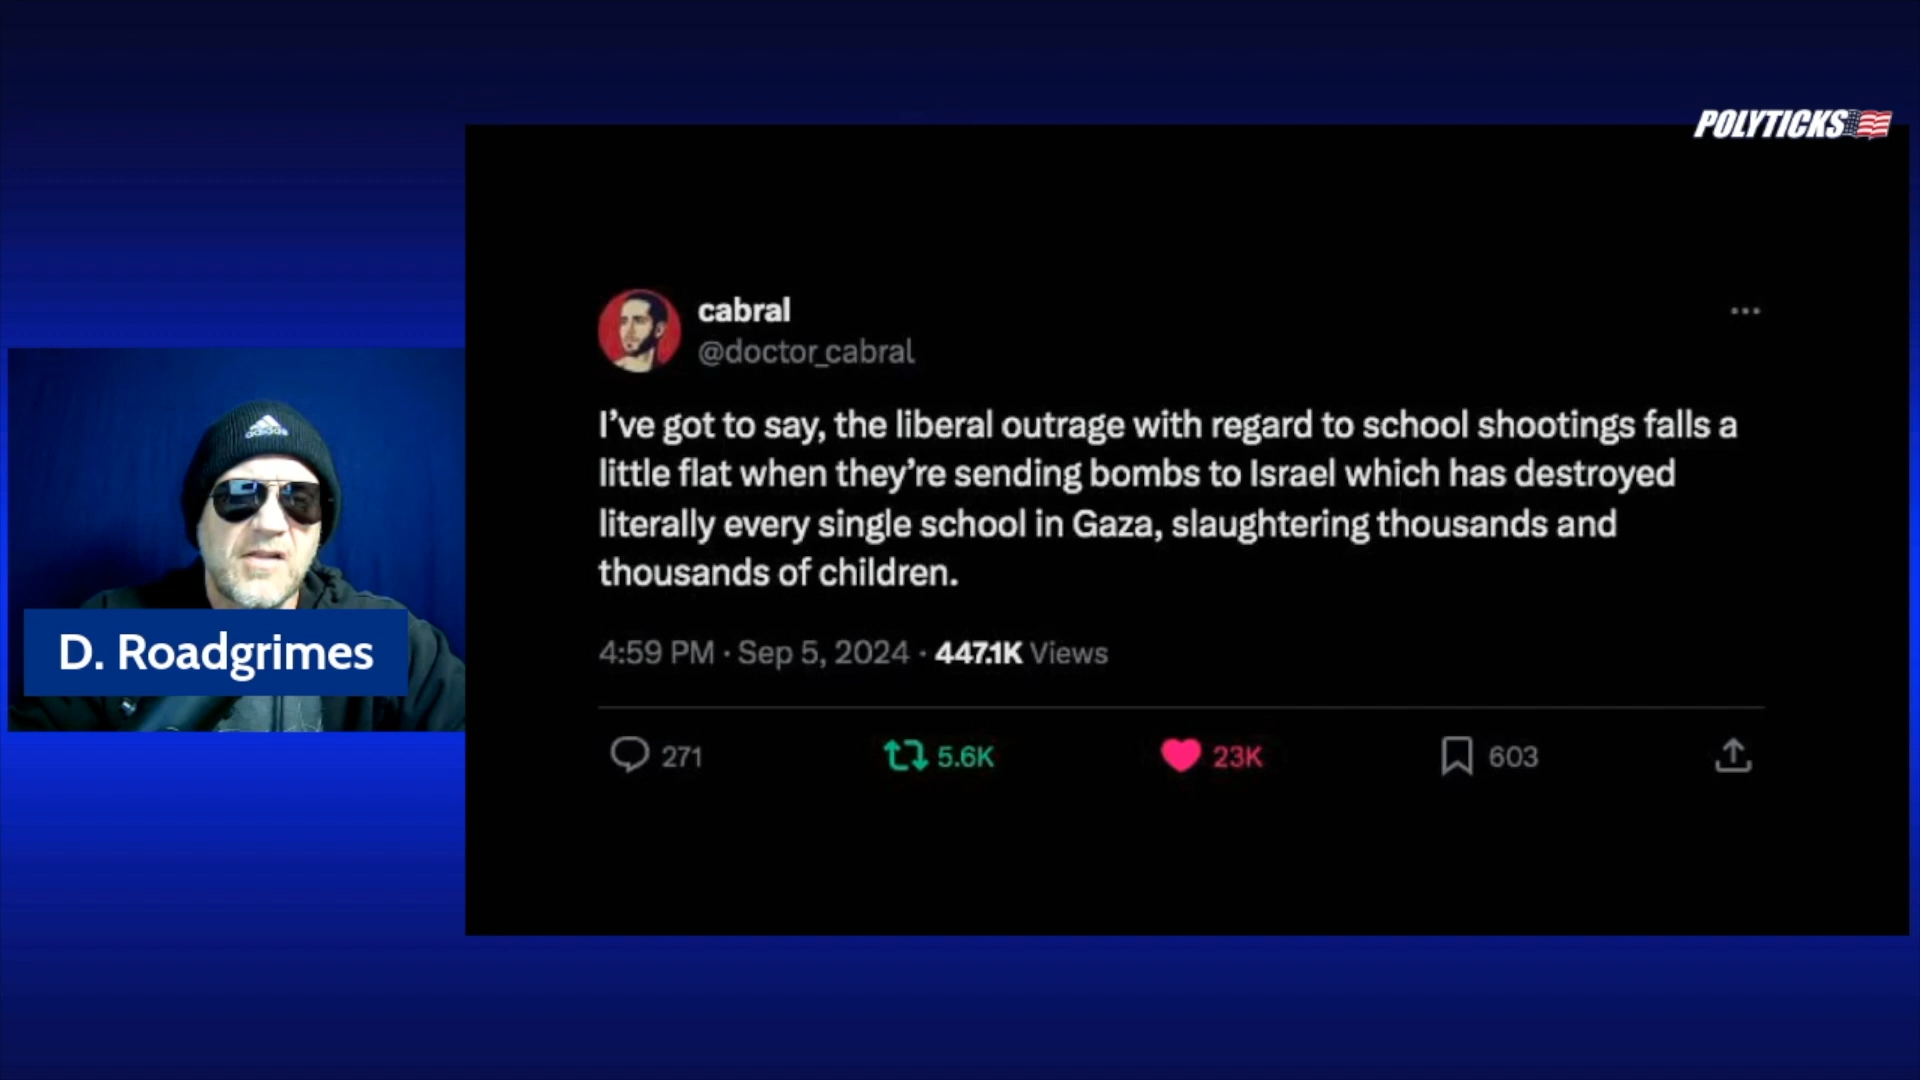 POLYTICKS
cabral
@doctor_cabral
I’ve got to say, the liberal outrage with regard to school shootings falls a
little flat when they’re sending bombs to Israel which has destroyed
literally every single school in Gaza, slaughtering thousands and
thousands of children.
4:59 PM · Sep 5, 2024 · 447.1K Views
271 5.6K 23K 603
adidas
D. Roadgrimes